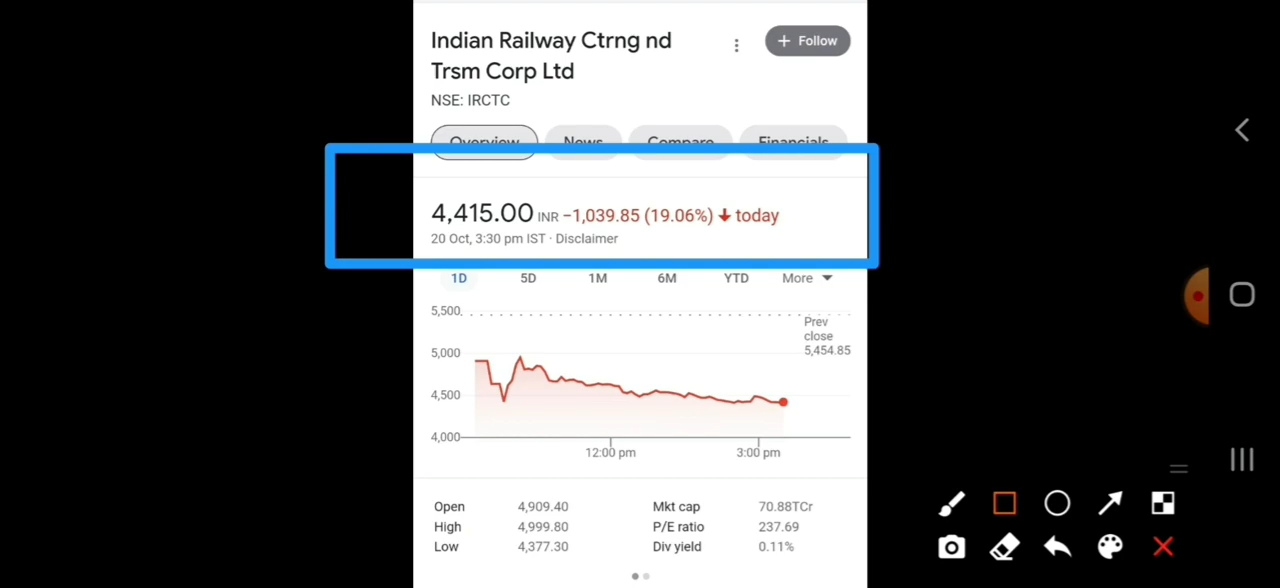 Indian Railway Ctrng nd
Trsm Corp Ltd
+ Follow
NSE: IRCTC
Overview News Compare Financials
4,415.00 INR −1,039.85 (19.06%) ↓ today
20 Oct, 3:30 pm IST · Disclaimer
1D 5D 1M 6M YTD More
5,500
Prev
close
5,454.85
5,000
4,500
4,000
12:00 pm 3:00 pm
Open 4,909.40 Mkt cap 70.88TCr
High 4,999.80 P/E ratio 237.69
Low 4,377.30 Div yield 0.11%